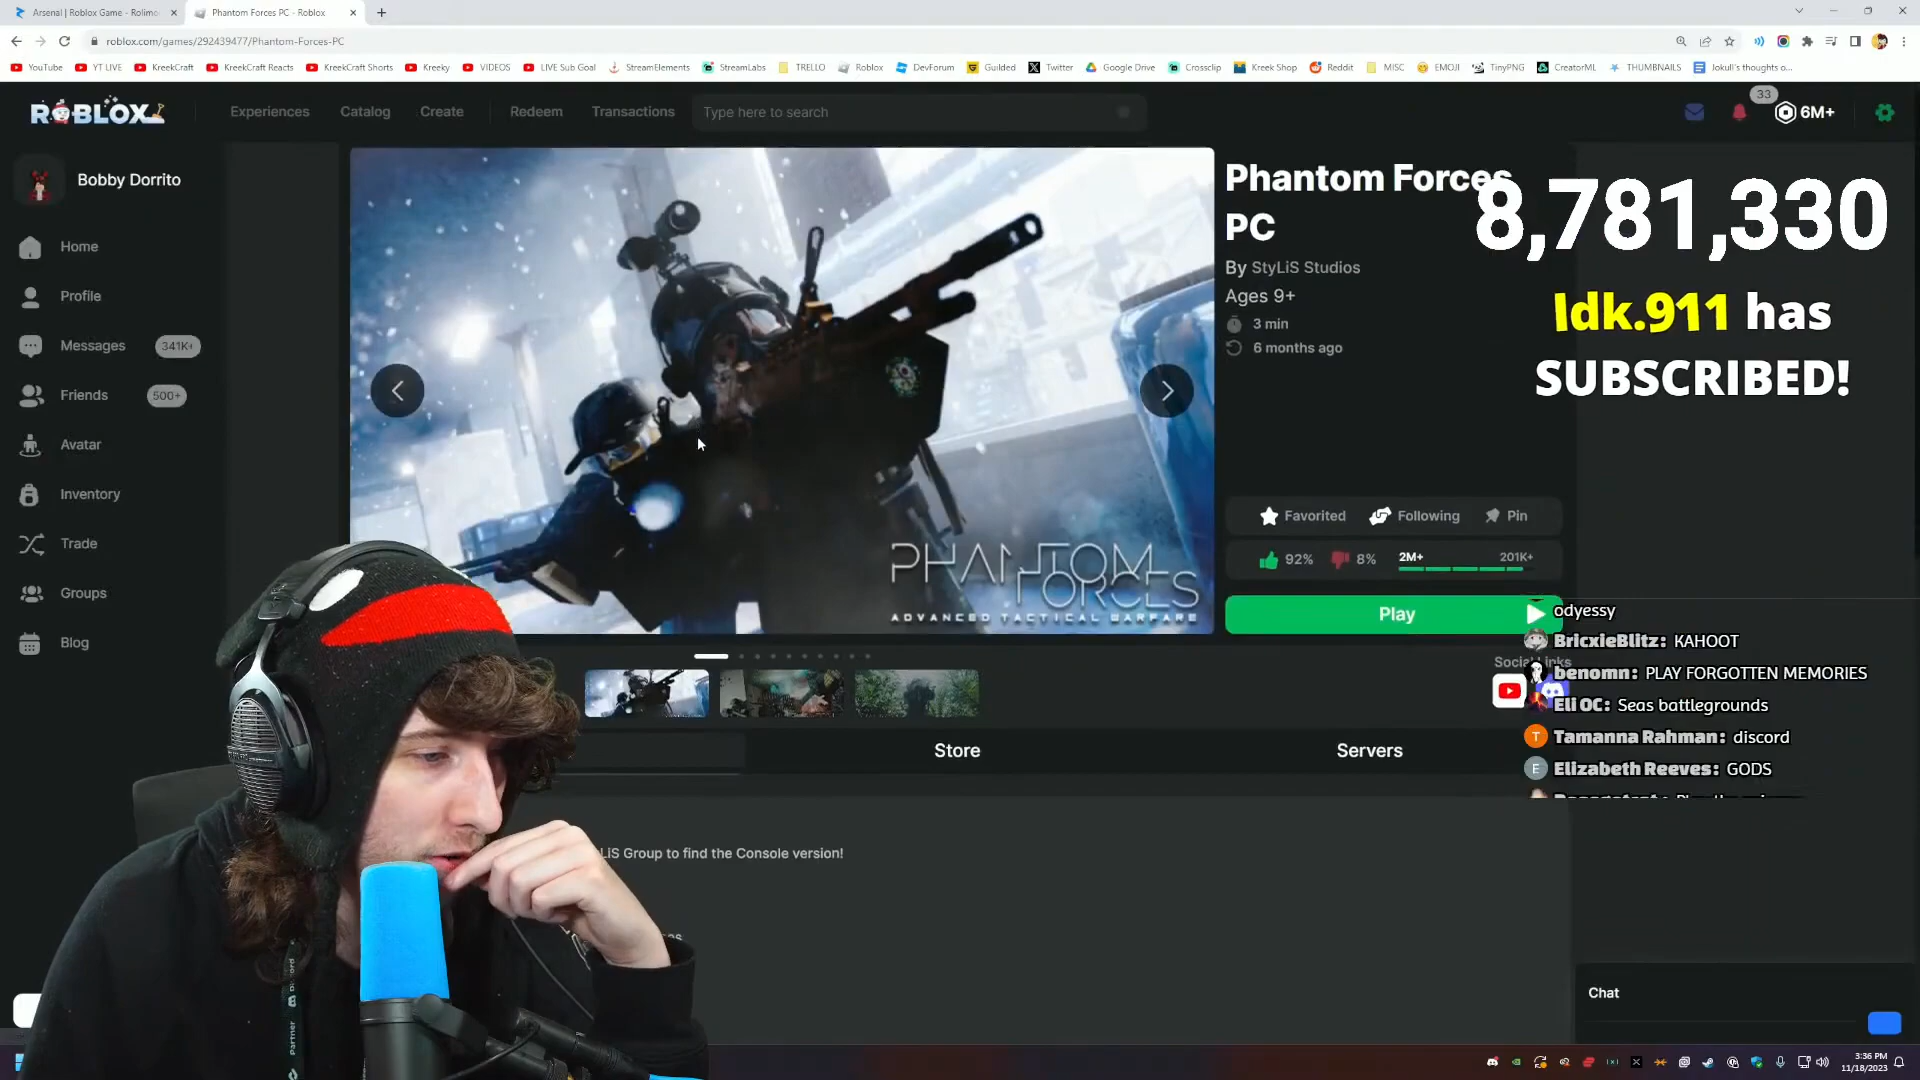 Arsenal | Roblox Game - Rolimo
Phantom Forces PC - Roblox
roblox.com/games/292439477/Phantom-Forces-PC
YouTube YT LIVE KreekCraft KreekCraft Reacts KreekCraft Shorts Kreeky VIDEOS LIVE Sub Goal StreamElements StreamLabs TRELLO Roblox DevForum Guilded Twitter Google Drive Crossclip Kreek Shop Reddit MISC EMOJI TinyPNG CreatorML THUMBNAILS Jokull's thoughts o...
ROBLOX Experiences Catalog Create Redeem Transactions Type here to search 33 6M+
Bobby Dorrito
Home
Profile
Messages 341K+
Friends 500+
Avatar
Inventory
Trade
Groups
Blog
PHANTOM
FORCES
ADVANCED TACTICAL WARFARE
Phantom Forces
PC
By StyLiS Studios
Ages 9+
3 min
6 months ago
8,781,330
Idk.911 has
SUBSCRIBED!
Favorited Following Pin
92% 8% 2M+ 201K+
Play
Social Links
odyessy
BricxieBlitz: KAHOOT
benomn: PLAY FORGOTTEN MEMORIES
Eli OC: Seas battlegrounds
Tamanna Rahman: discord
Elizabeth Reeves: GODS
Store Servers
LiS Group to find the Console version!
Discord
Partner
Chat
3:36 PM
11/18/2023